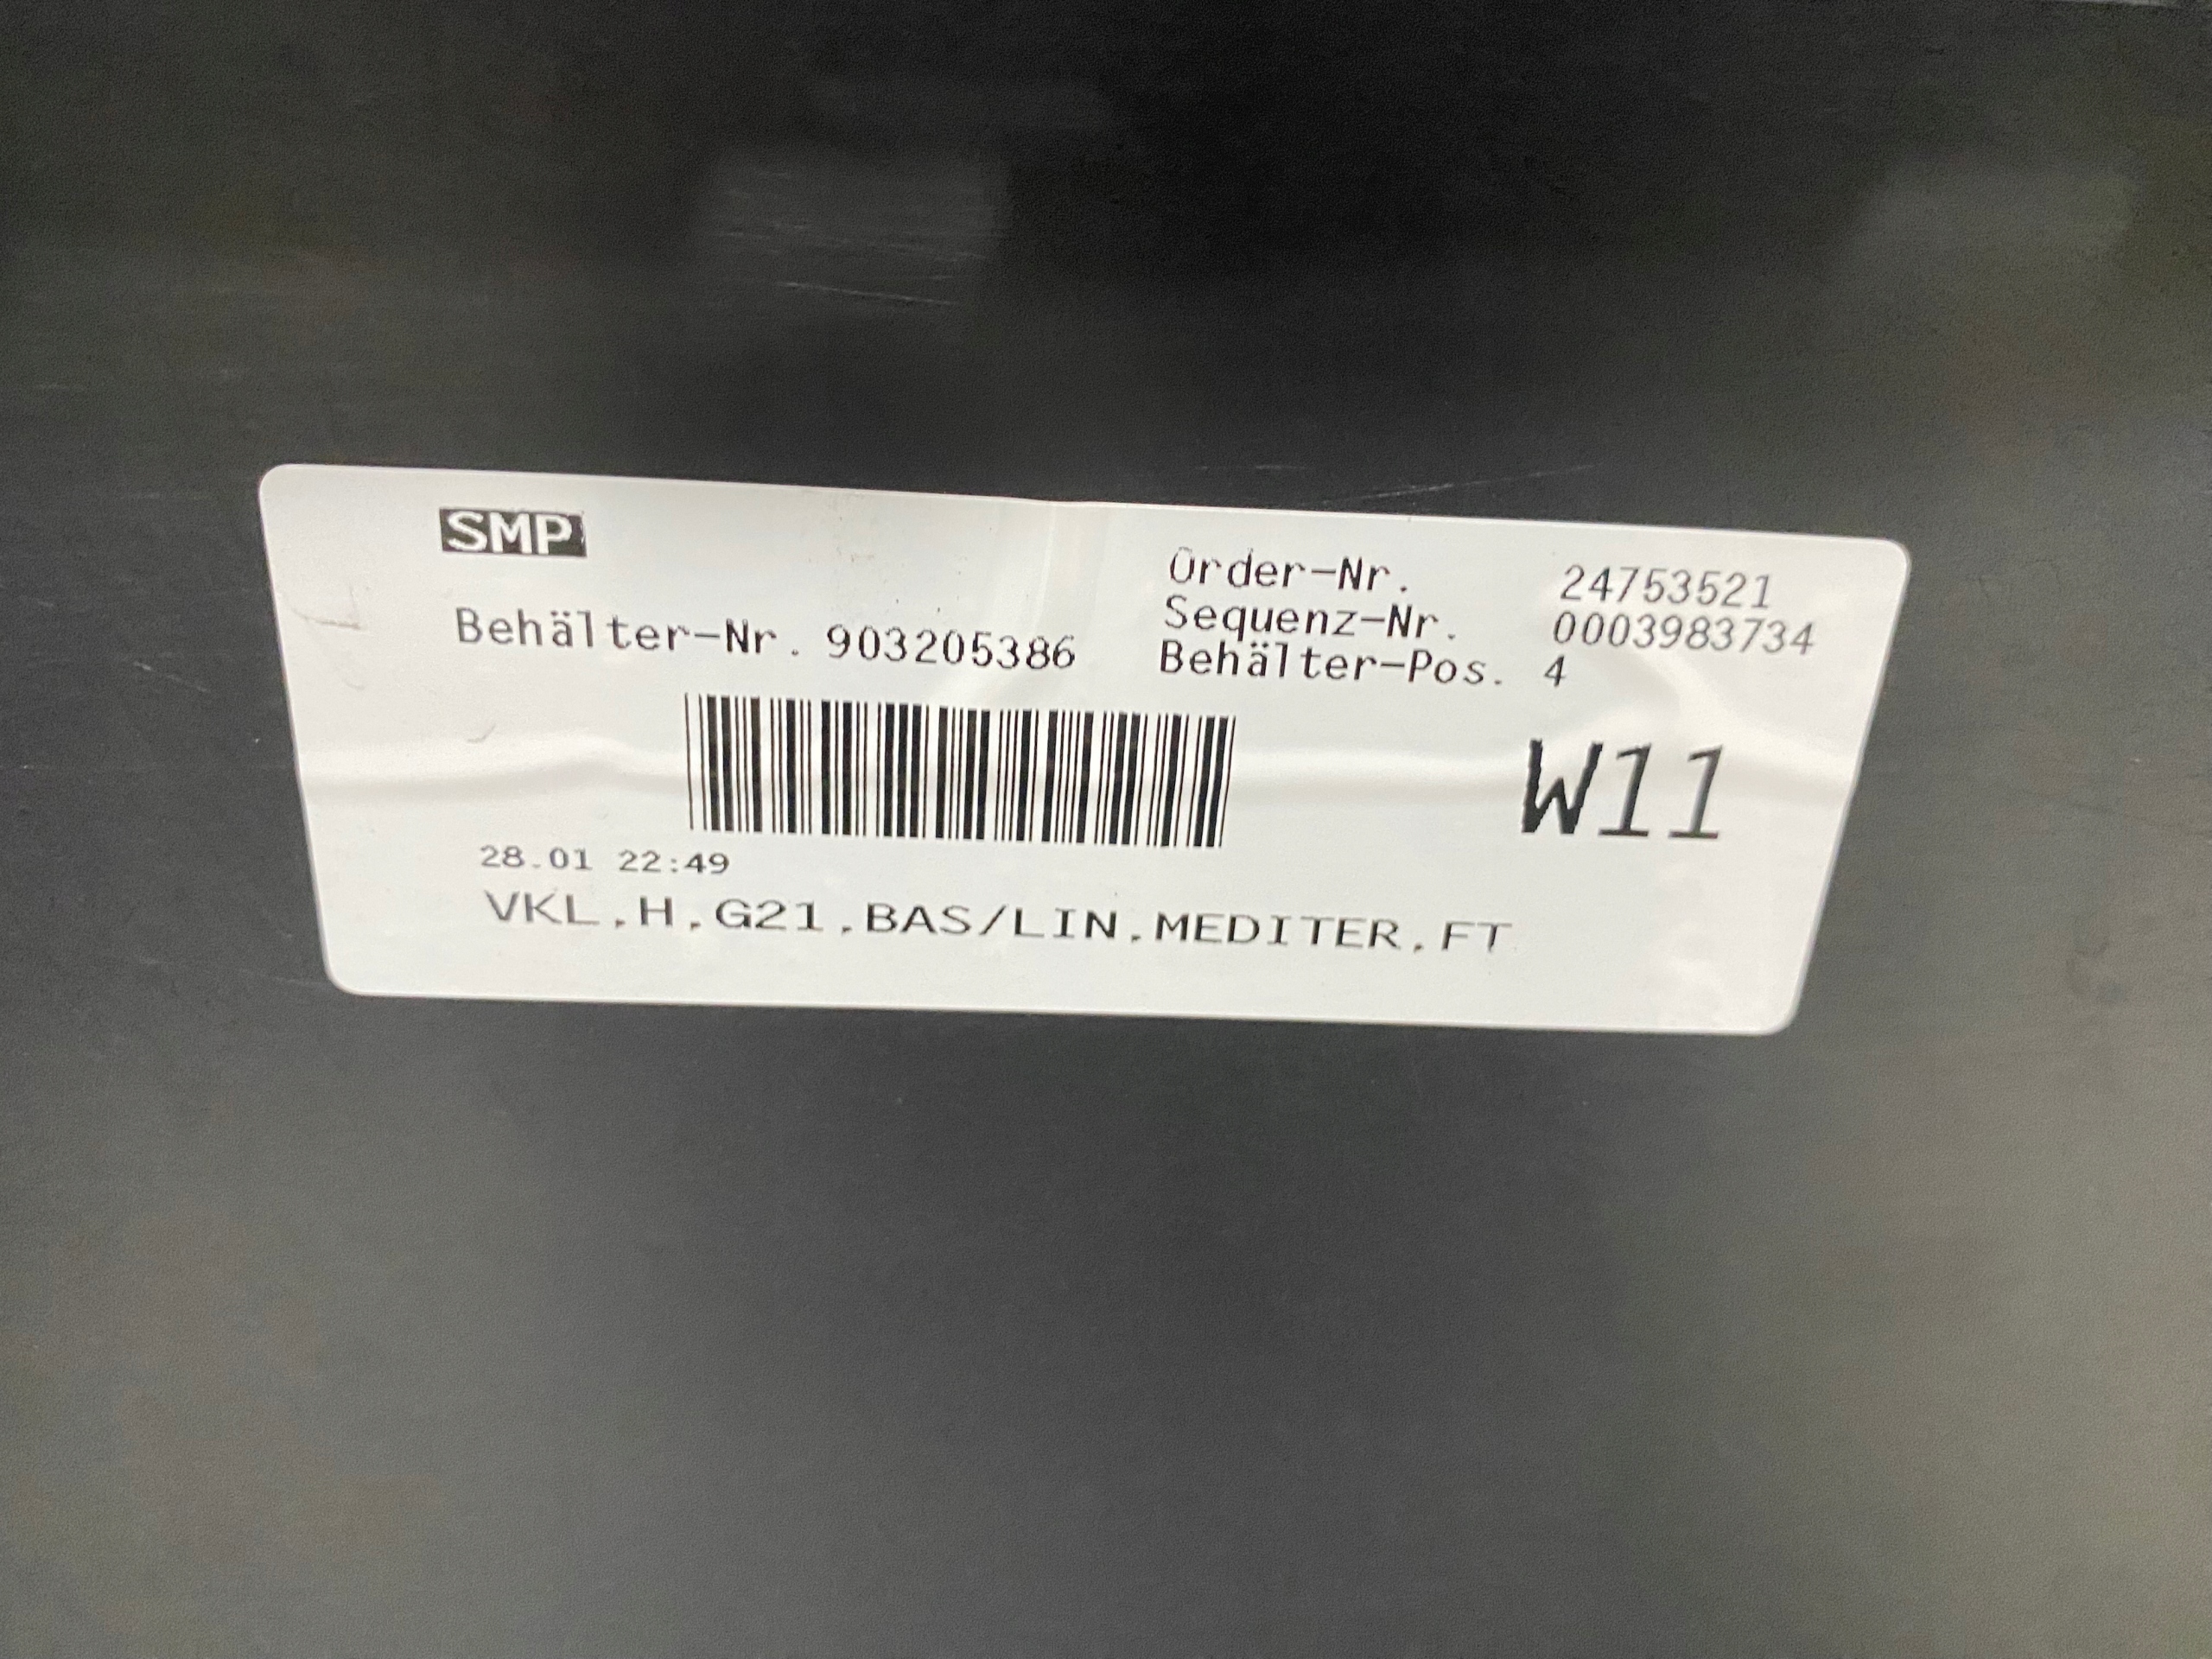 SMP
Order-Nr. 24753521
Sequenz-Nr. 0003983734
Behälter-Nr. 903205386
Behälter-Pos. 4
W11
28.01 22:49
VKL,H,G21,BAS/LIN,MEDITER,FT